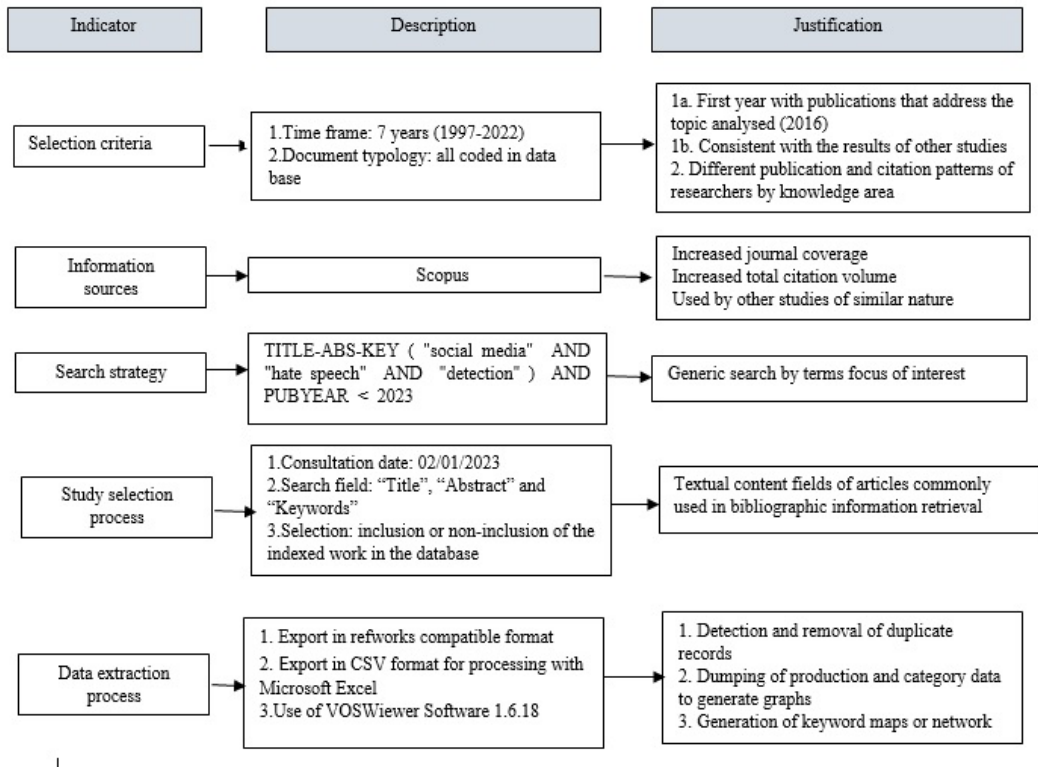 Indicator
Description
Justification
Selection criteria
1.Time frame: 7 years (1997-2022)
2.Document typology: all coded in data
base
1a. First year with publications that address the
topic analysed (2016)
1b. Consistent with the results of other studies
2. Different publication and citation patterns of
researchers by knowledge area
Information
sources
Scopus
Increased journal coverage
Increased total citation volume
Used by other studies of similar nature
Search strategy
TITLE-ABS-KEY ( "social media" AND
"hate speech" AND "detection" ) AND
PUBYEAR < 2023
Generic search by terms focus of interest
Study selection
process
1.Consultation date: 02/01/2023
2.Search field: “Title”, “Abstract” and
“Keywords”
3.Selection: inclusion or non-inclusion of the
indexed work in the database
Textual content fields of articles commonly
used in bibliographic information retrieval
Data extraction
process
1. Export in refworks compatible format
2. Export in CSV format for processing with
Microsoft Excel
3.Use of VOSWiewer Software 1.6.18
1. Detection and removal of duplicate
records
2. Dumping of production and category data
to generate graphs
3. Generation of keyword maps or network